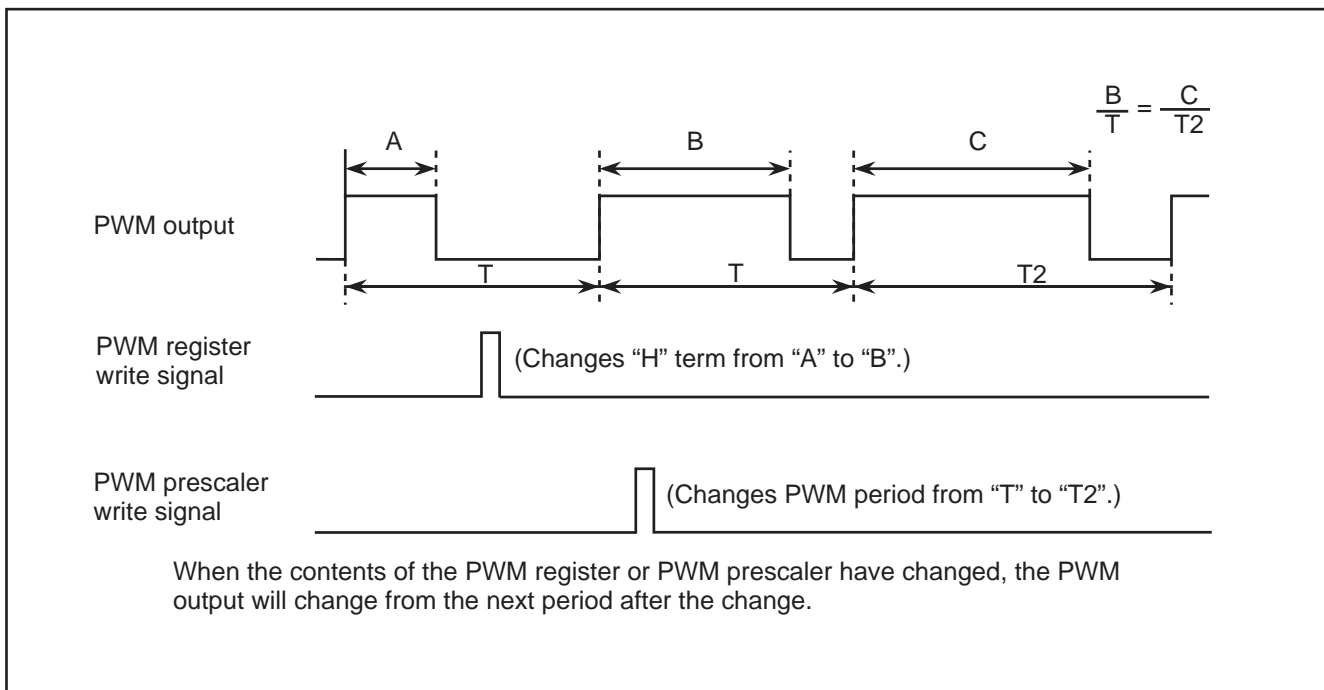 B
T
=
C
T2
A
B
C
PWM output
T
T
T2
PWM register
write signal
(Changes “H” term from “A” to “B”.)
PWM prescaler
write signal
(Changes PWM period from “T” to “T2”.)
When the contents of the PWM register or PWM prescaler have changed, the PWM
output will change from the next period after the change.